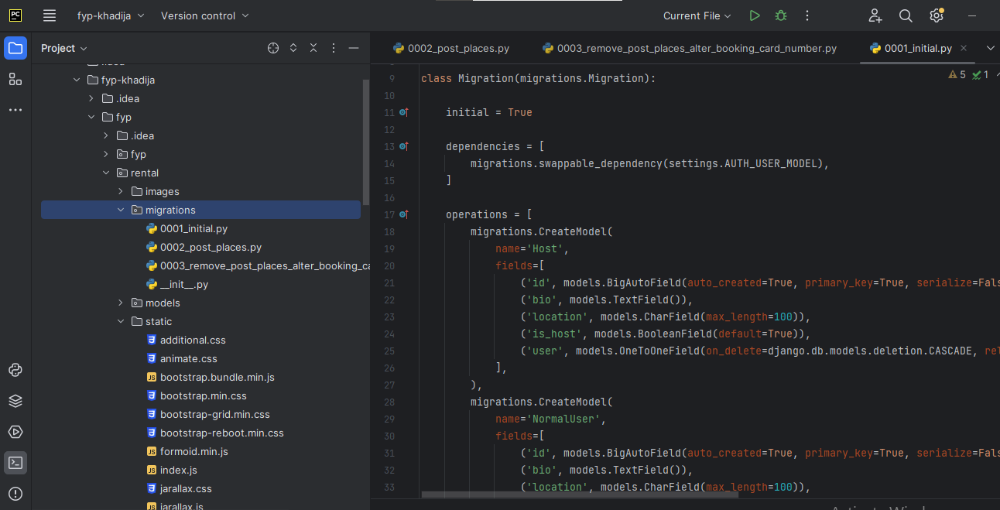 PC
fyp-khadija
Version control
Current File
Project
fyp-khadija
.idea
fyp
.idea
fyp
rental
images
migrations
0001_initial.py
0002_post_places.py
0003_remove_post_places_alter_booking_ca
__init__.py
models
static
additional.css
animate.css
bootstrap.bundle.min.js
bootstrap.min.css
bootstrap-grid.min.css
bootstrap-reboot.min.css
formoid.min.js
index.js
jarallax.css
jarallax.js
0002_post_places.py
0003_remove_post_places_alter_booking_card_number.py
0001_initial.py
5
1
9 class Migration(migrations.Migration):
10
11 initial = True
12
13 dependencies = [
14 migrations.swappable_dependency(settings.AUTH_USER_MODEL),
15 ]
16
17 operations = [
18 migrations.CreateModel(
19 name='Host',
20 fields=[
21 ('id', models.BigAutoField(auto_created=True, primary_key=True, serialize=Fals
22 ('bio', models.TextField()),
23 ('location', models.CharField(max_length=100)),
24 ('is_host', models.BooleanField(default=True)),
25 ('user', models.OneToOneField(on_delete=django.db.models.deletion.CASCADE, rel
26 ],
27 ),
28 migrations.CreateModel(
29 name='NormalUser',
30 fields=[
31 ('id', models.BigAutoField(auto_created=True, primary_key=True, serialize=Fals
32 ('bio', models.TextField()),
33 ('location', models.CharField(max_length=100)),